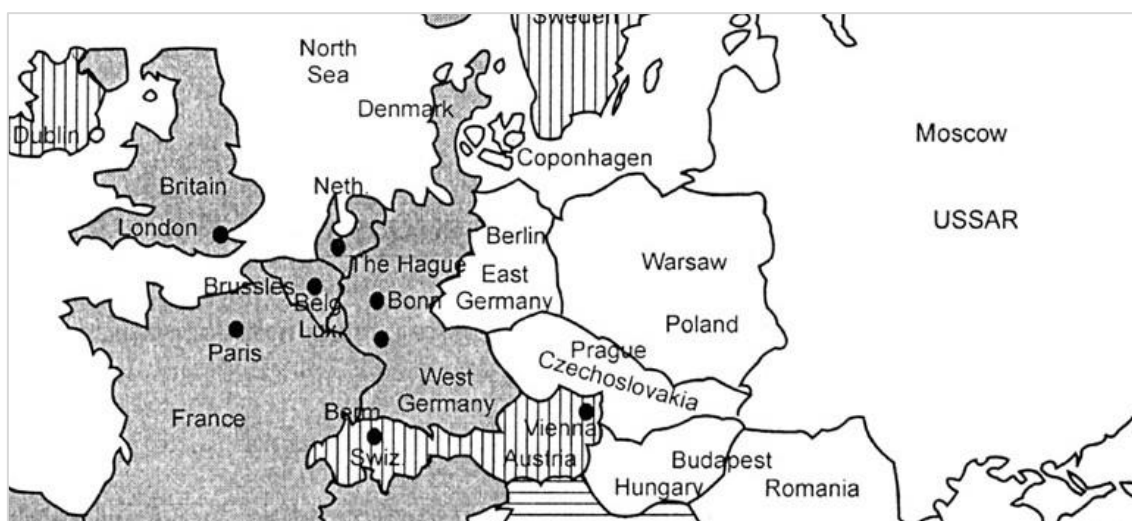 Sweden
North
Sea
Denmark
Dublin
Moscow
Coponhagen
Neth.
Britain
London
USSAR
Berlin
Warsaw
The Hague
East
Germany
Brussles
Belg
Bonn
Lux.
Poland
Paris
Prague
Czechoslovakia
West
Germany
France
Berm
Vienna
Swiz.
Austria
Budapest
Hungary
Romania